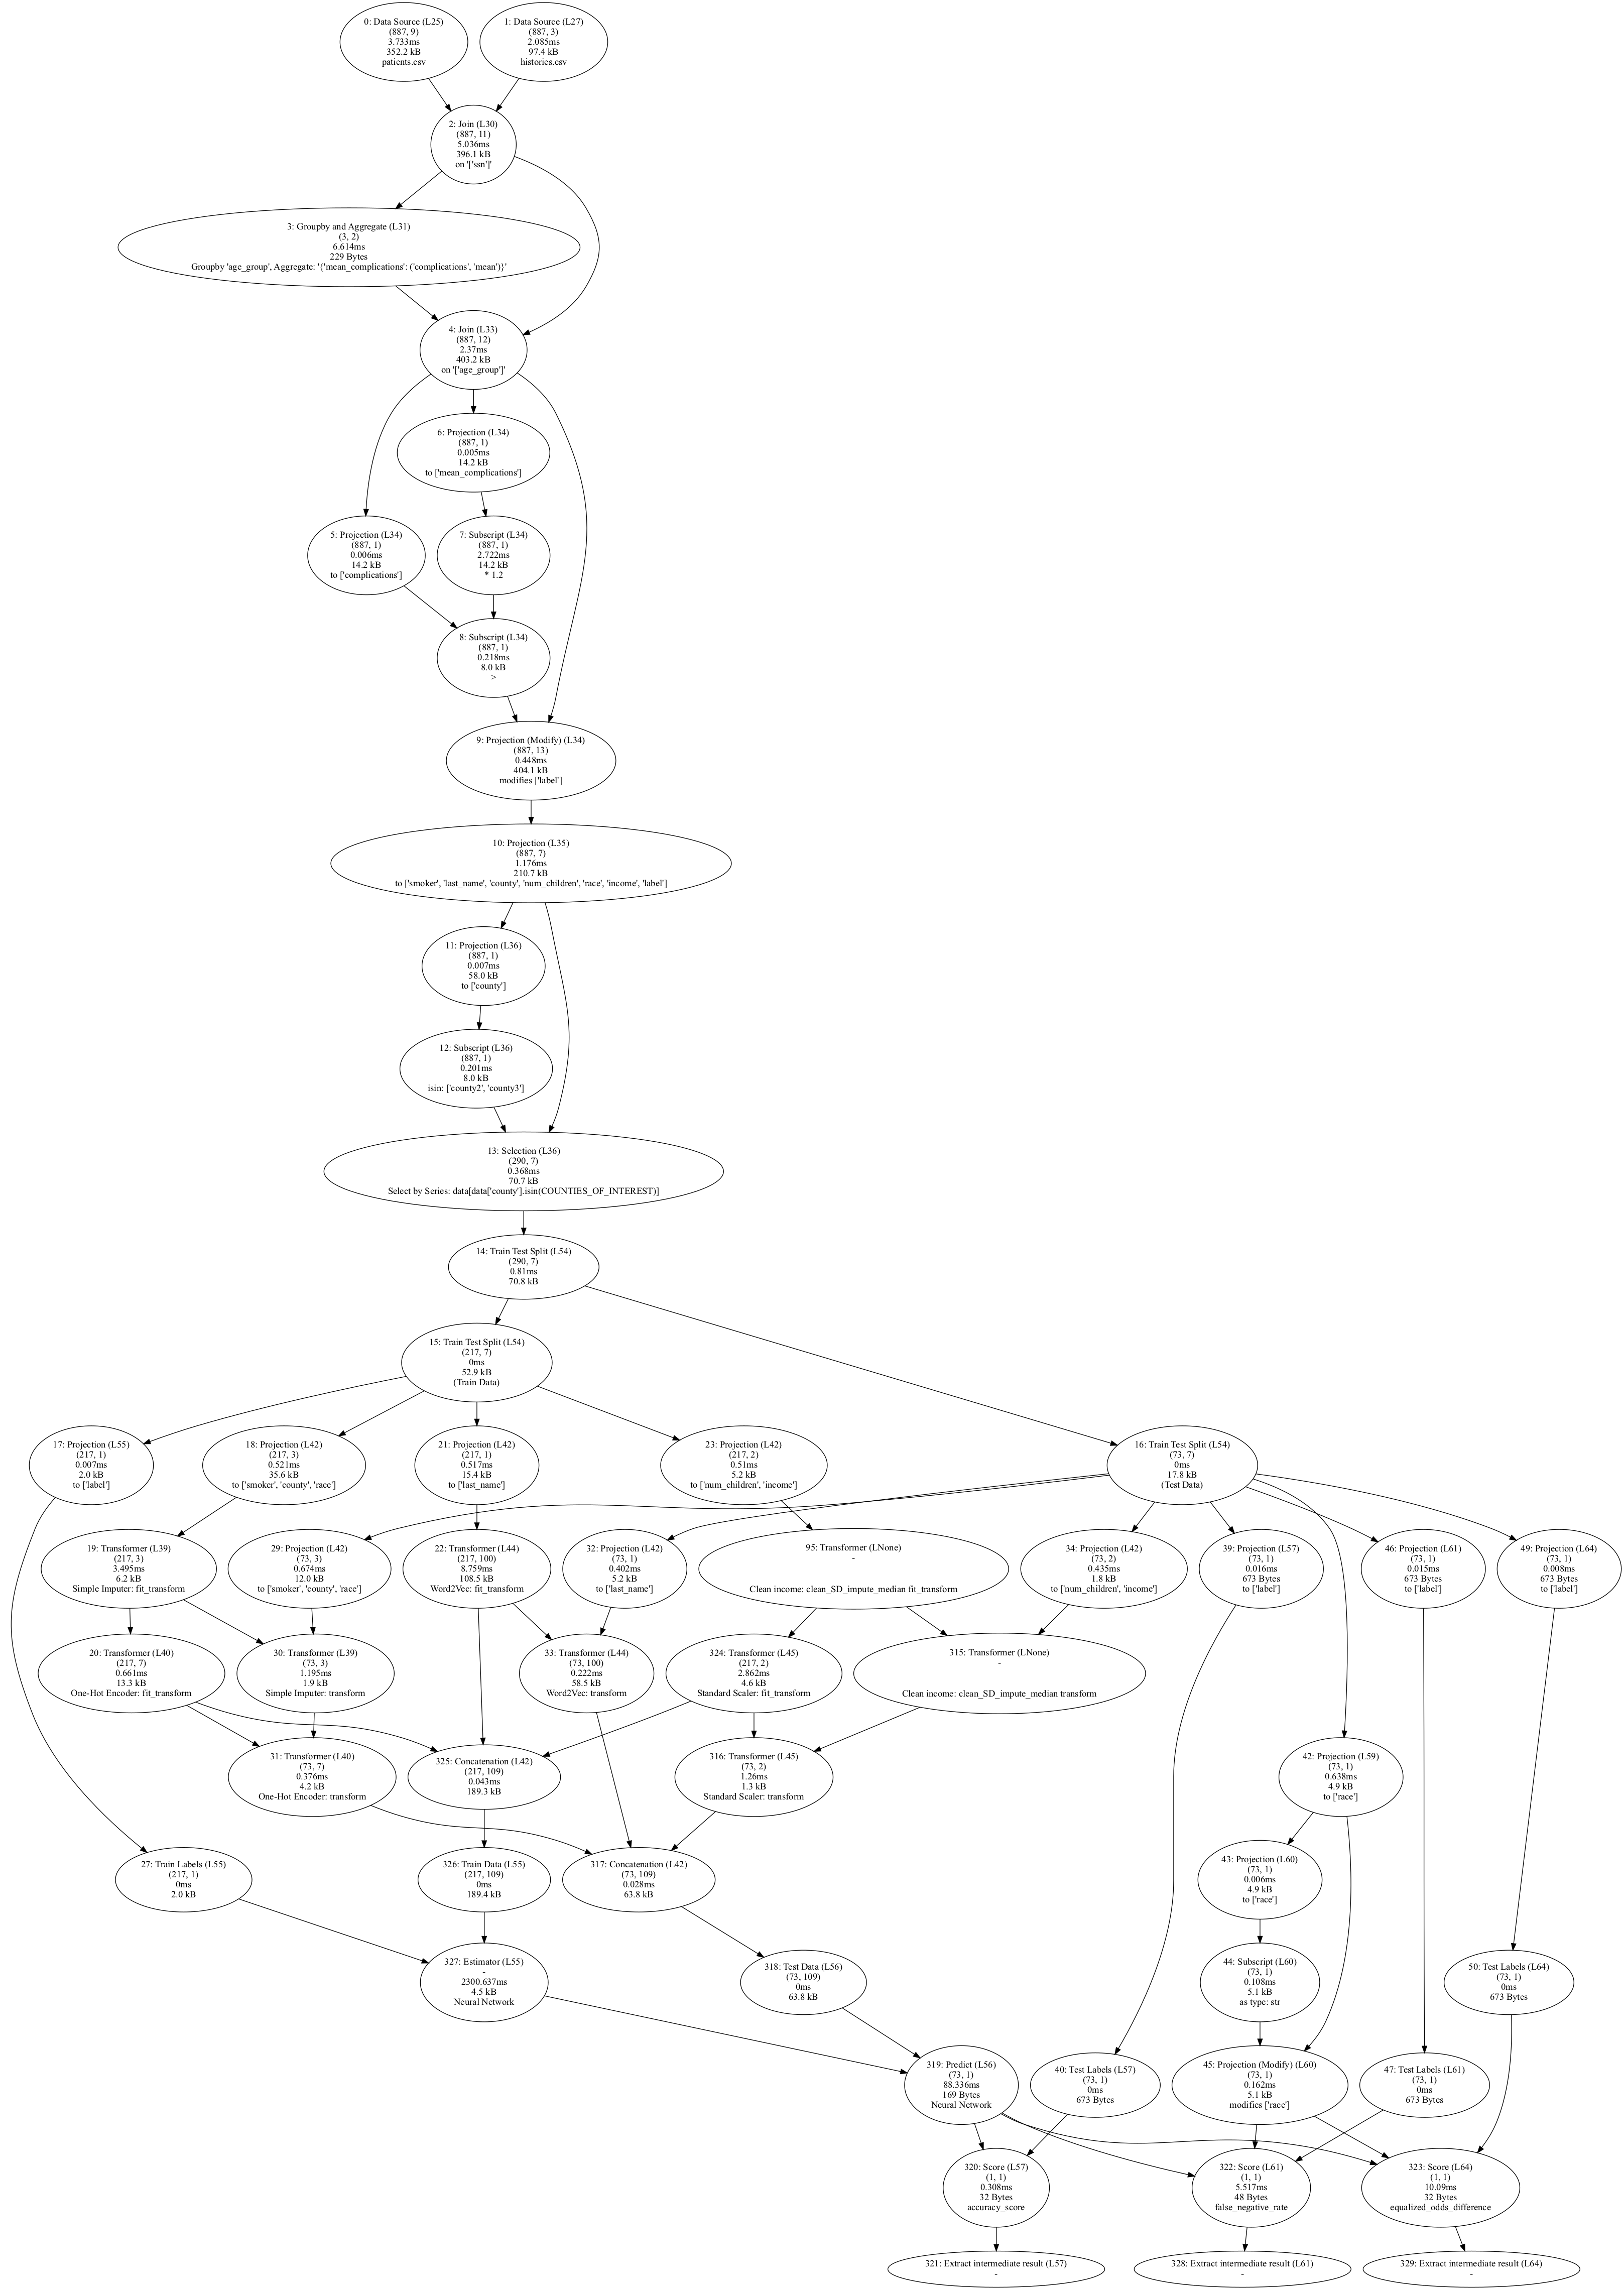 0: Data Source (L25)
(887, 9)
3.733ms
352.2 kB
patients.csv
1: Data Source (L27)
(887, 3)
2.085ms
97.4 kB
histories.csv
2: Join (L30)
(887, 11)
5.036ms
396.1 kB
on '['ssn']'
3: Groupby and Aggregate (L31)
(3, 2)
6.614ms
229 Bytes
Groupby 'age_group', Aggregate: '{'mean_complications': ('complications', 'mean')}'
4: Join (L33)
(887, 12)
2.37ms
403.2 kB
on '['age_group']'
6: Projection (L34)
(887, 1)
0.005ms
14.2 kB
to ['mean_complications']
5: Projection (L34)
(887, 1)
0.006ms
14.2 kB
to ['complications']
7: Subscript (L34)
(887, 1)
2.722ms
14.2 kB
* 1.2
8: Subscript (L34)
(887, 1)
0.218ms
8.0 kB
>
9: Projection (Modify) (L34)
(887, 13)
0.448ms
404.1 kB
modifies ['label']
10: Projection (L35)
(887, 7)
1.176ms
210.7 kB
to ['smoker', 'last_name', 'county', 'num_children', 'race', 'income', 'label']
11: Projection (L36)
(887, 1)
0.007ms
58.0 kB
to ['county']
12: Subscript (L36)
(887, 1)
0.201ms
8.0 kB
isin: ['county2', 'county3']
13: Selection (L36)
(290, 7)
0.368ms
70.7 kB
Select by Series: data[data['county'].isin(COUNTIES_OF_INTEREST)]
14: Train Test Split (L54)
(290, 7)
0.81ms
70.8 kB
15: Train Test Split (L54)
(217, 7)
0ms
52.9 kB
(Train Data)
17: Projection (L55)
(217, 1)
0.007ms
2.0 kB
to ['label']
18: Projection (L42)
(217, 3)
0.521ms
35.6 kB
to ['smoker', 'county', 'race']
21: Projection (L42)
(217, 1)
0.517ms
15.4 kB
to ['last_name']
23: Projection (L42)
(217, 2)
0.51ms
5.2 kB
to ['num_children', 'income']
16: Train Test Split (L54)
(73, 7)
0ms
17.8 kB
(Test Data)
19: Transformer (L39)
(217, 3)
3.495ms
6.2 kB
Simple Imputer: fit_transform
29: Projection (L42)
(73, 3)
0.674ms
12.0 kB
to ['smoker', 'county', 'race']
22: Transformer (L44)
(217, 100)
8.759ms
108.5 kB
Word2Vec: fit_transform
32: Projection (L42)
(73, 1)
0.402ms
5.2 kB
to ['last_name']
95: Transformer (LNone)
-
Clean income: clean_SD_impute_median fit_transform
34: Projection (L42)
(73, 2)
0.435ms
1.8 kB
to ['num_children', 'income']
39: Projection (L57)
(73, 1)
0.016ms
673 Bytes
to ['label']
46: Projection (L61)
(73, 1)
0.015ms
673 Bytes
to ['label']
49: Projection (L64)
(73, 1)
0.008ms
673 Bytes
to ['label']
20: Transformer (L40)
(217, 7)
0.661ms
13.3 kB
One-Hot Encoder: fit_transform
30: Transformer (L39)
(73, 3)
1.195ms
1.9 kB
Simple Imputer: transform
33: Transformer (L44)
(73, 100)
0.222ms
58.5 kB
Word2Vec: transform
324: Transformer (L45)
(217, 2)
2.862ms
4.6 kB
Standard Scaler: fit_transform
315: Transformer (LNone)
-
Clean income: clean_SD_impute_median transform
31: Transformer (L40)
(73, 7)
0.376ms
4.2 kB
One-Hot Encoder: transform
325: Concatenation (L42)
(217, 109)
0.043ms
189.3 kB
316: Transformer (L45)
(73, 2)
1.26ms
1.3 kB
Standard Scaler: transform
42: Projection (L59)
(73, 1)
0.638ms
4.9 kB
to ['race']
27: Train Labels (L55)
(217, 1)
0ms
2.0 kB
326: Train Data (L55)
(217, 109)
0ms
189.4 kB
317: Concatenation (L42)
(73, 109)
0.028ms
63.8 kB
43: Projection (L60)
(73, 1)
0.006ms
4.9 kB
to ['race']
327: Estimator (L55)
-
2300.637ms
4.5 kB
Neural Network
318: Test Data (L56)
(73, 109)
0ms
63.8 kB
44: Subscript (L60)
(73, 1)
0.108ms
5.1 kB
as type: str
50: Test Labels (L64)
(73, 1)
0ms
673 Bytes
319: Predict (L56)
(73, 1)
88.336ms
169 Bytes
Neural Network
40: Test Labels (L57)
(73, 1)
0ms
673 Bytes
45: Projection (Modify) (L60)
(73, 1)
0.162ms
5.1 kB
modifies ['race']
47: Test Labels (L61)
(73, 1)
0ms
673 Bytes
320: Score (L57)
(1, 1)
0.308ms
32 Bytes
accuracy_score
322: Score (L61)
(1, 1)
5.517ms
48 Bytes
false_negative_rate
323: Score (L64)
(1, 1)
10.09ms
32 Bytes
equalized_odds_difference
321: Extract intermediate result (L57)
-
328: Extract intermediate result (L61)
-
329: Extract intermediate result (L64)
-